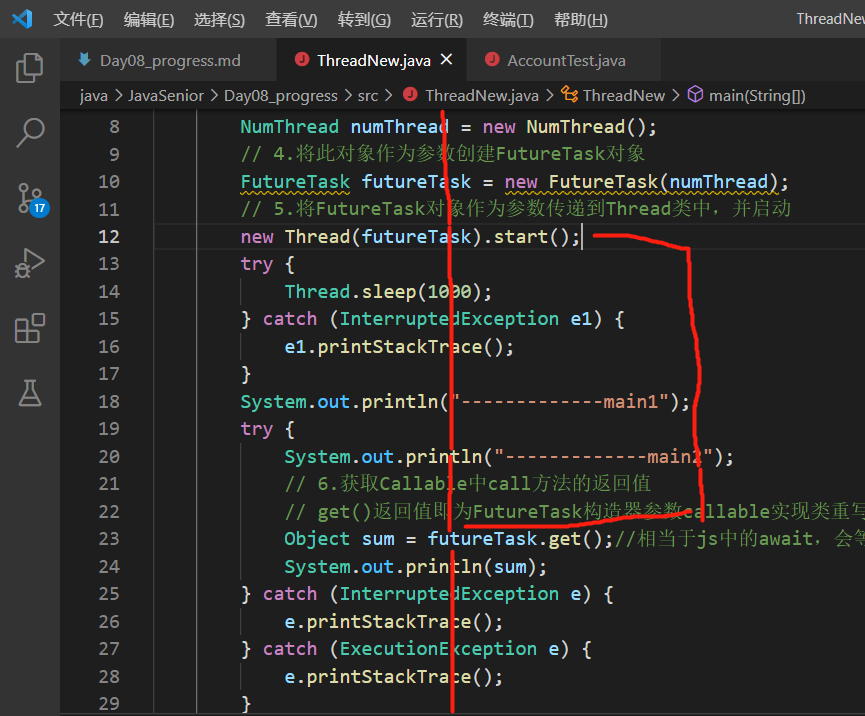 文件(F) 编辑(E) 选择(S) 查看(V) 转到(G) 运行(R) 终端(T) 帮助(H) ThreadNew
Day08_progress.md ThreadNew.java AccountTest.java
java > JavaSenior > Day08_progress > src > ThreadNew.java > ThreadNew > main(String[])
8 NumThread numThread = new NumThread();
9 // 4.将此对象作为参数创建FutureTask对象
10 FutureTask futureTask = new FutureTask(numThread);
11 // 5.将FutureTask对象作为参数传递到Thread类中，并启动
12 new Thread(futureTask).start();
13 try {
14 Thread.sleep(1000);
15 } catch (InterruptedException e1) {
16 e1.printStackTrace();
17 }
18 System.out.println("-------------main1");
19 try {
20 System.out.println("-------------main2");
21 // 6.获取Callable中call方法的返回值
22 // get()返回值即为FutureTask构造器参数callable实现类重写
23 Object sum = futureTask.get();//相当于js中的await，会等
24 System.out.println(sum);
25 } catch (InterruptedException e) {
26 e.printStackTrace();
27 } catch (ExecutionException e) {
28 e.printStackTrace();
29 }
17